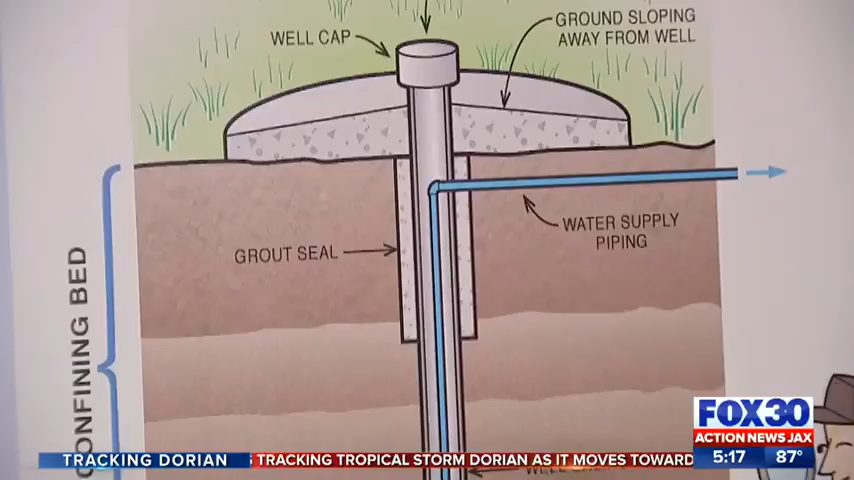 WELL CAP
GROUND SLOPING
AWAY FROM WELL
WATER SUPPLY
PIPING
GROUT SEAL
CONFINING BED
FOX30
ACTION NEWS JAX
5:17 87°
TRACKING DORIAN
TRACKING TROPICAL STORM DORIAN AS IT MOVES TOWARD
WELL